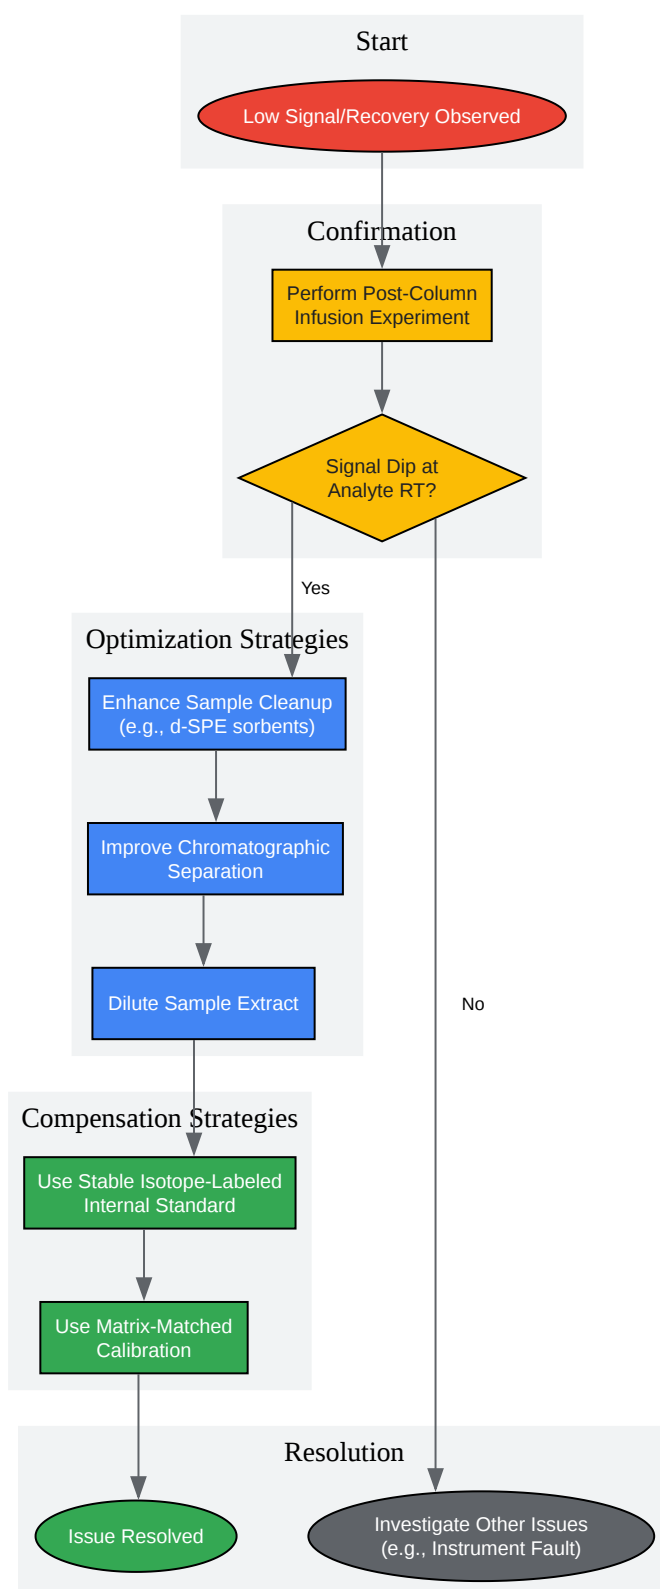 Start
Low Signal/Recovery Observed
Confirmation
Perform Post-Column
Infusion Experiment
Signal Dip at
Analyte RT?
Yes
Optimization Strategies
Enhance Sample Cleanup
(e.g., d-SPE sorbents)
Improve Chromatographic
Separation
Dilute Sample Extract
No
Compensation Strategies
Use Stable Isotope-Labeled
Internal Standard
Use Matrix-Matched
Calibration
Resolution
Issue Resolved
Investigate Other Issues
(e.g., Instrument Fault)